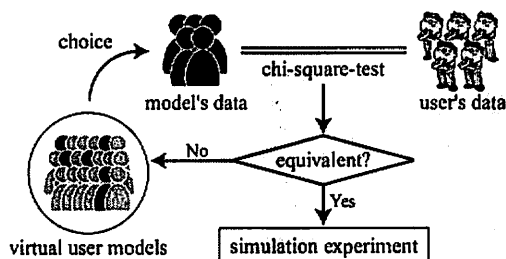 choice
model's data
chi-square-test
user's data
equivalent?
No
Yes
virtual user models
simulation experiment